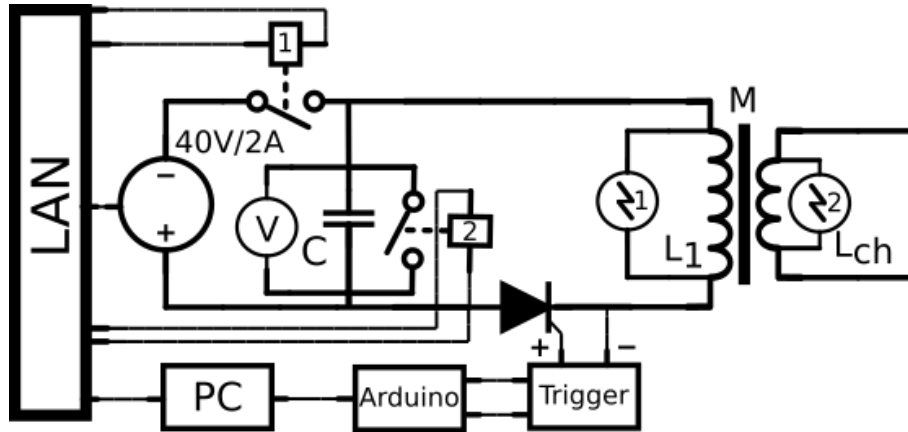 1
M
40V/2A
LAN
−
+
V
C
2
1
2
L1
Lch
+
−
PC
Arduino
Trigger